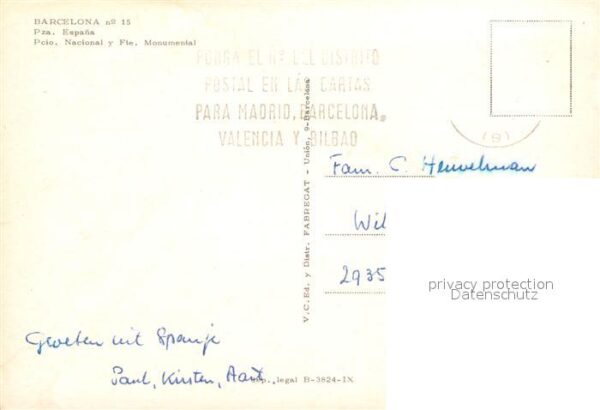 BARCELONA nº 15
Pza. España
Pcio. Nacional y Fte. Monumental
PONGA EL Nº DEL DISTRITO
POSTAL EN LAS CARTAS
PARA MADRID, BARCELONA,
VALENCIA Y BILBAO
(9)
V. C. Ed. y Distr. FABREGAT - Unión, 9-Barcelona
Fam. C. Heuvelman
Wil
2935
privacy protection
Datenschutz
Groeten uit Spanje
Paul, Kirsten, Aart.
legal B-3824-IX